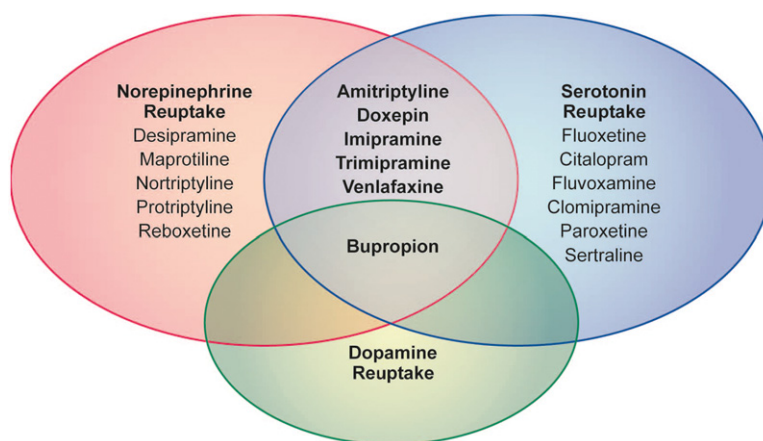 Norepinephrine
Reuptake
Desipramine
Maprotiline
Nortriptyline
Protriptyline
Reboxetine
Amitriptyline
Doxepin
Imipramine
Trimipramine
Venlafaxine
Bupropion
Serotonin
Reuptake
Fluoxetine
Citalopram
Fluvoxamine
Clomipramine
Paroxetine
Sertraline
Dopamine
Reuptake